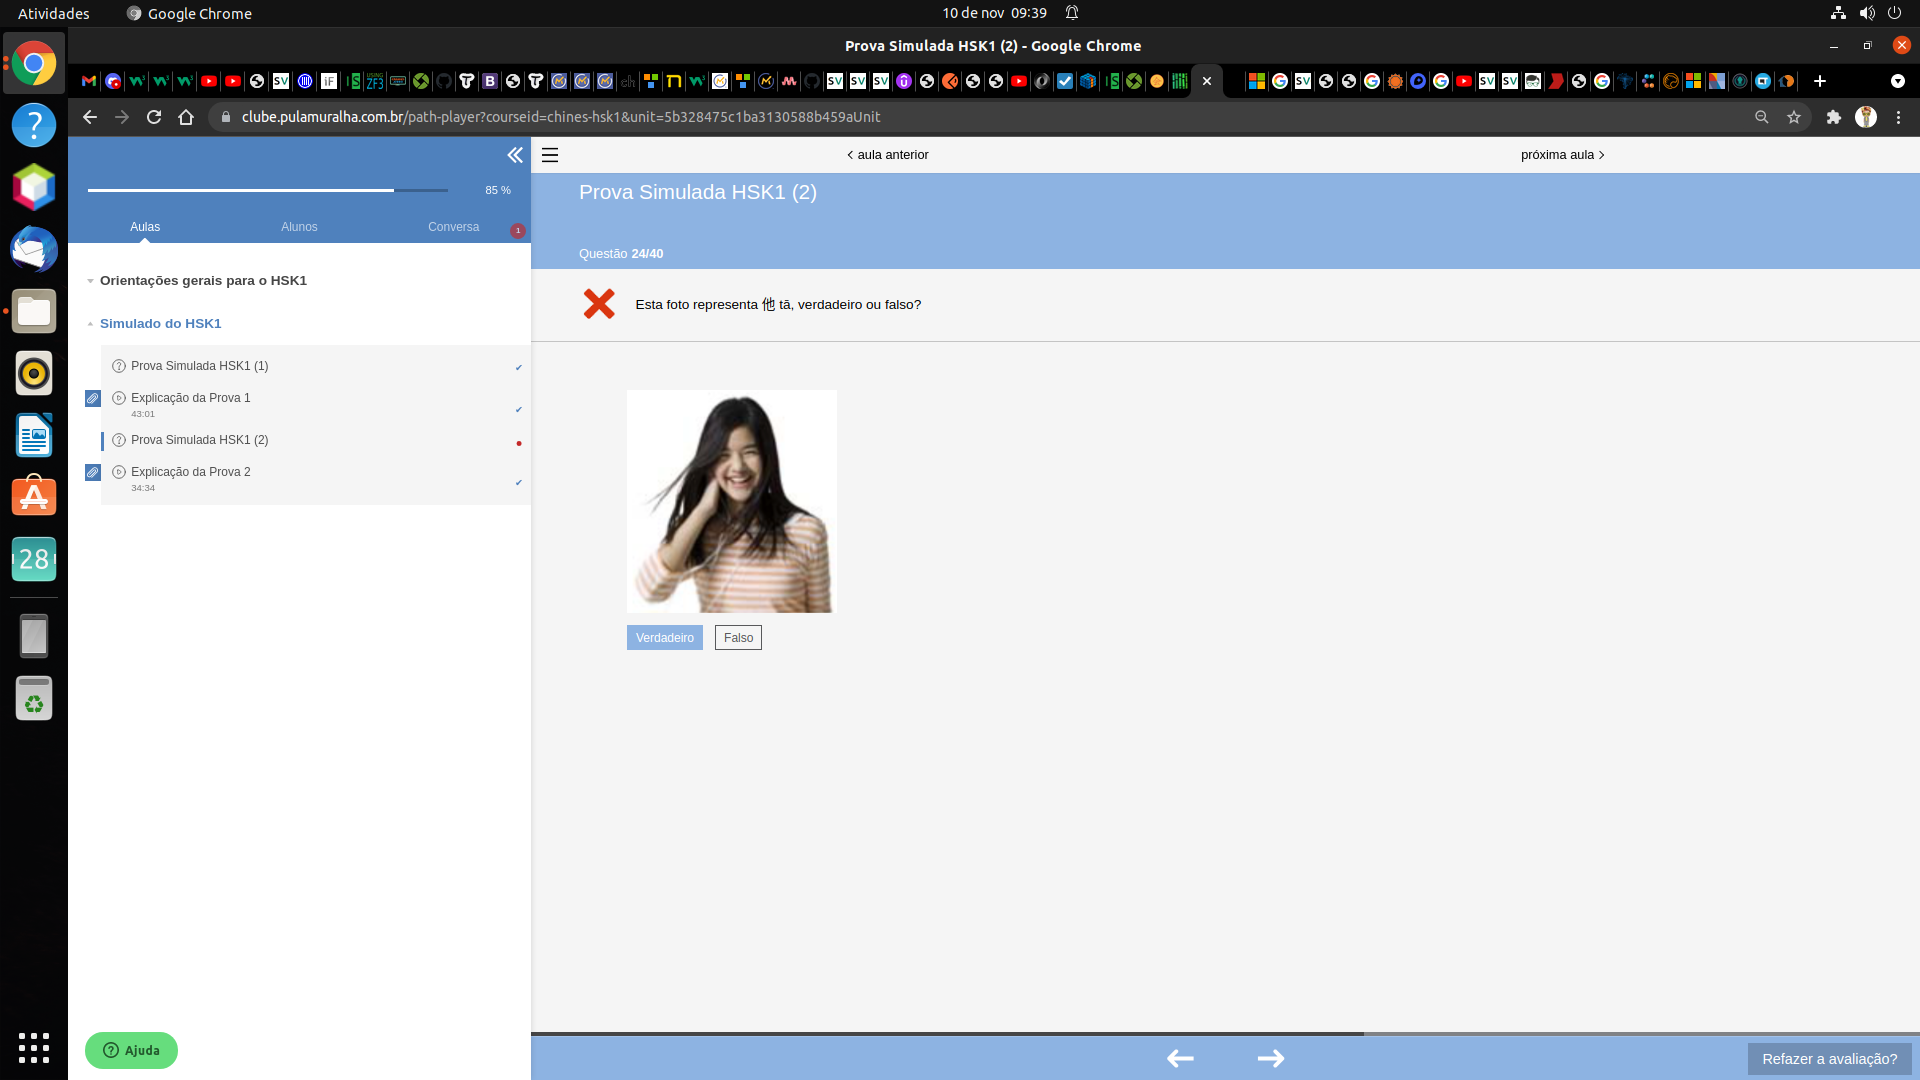 Atividades
Google Chrome
10 de nov 09:39
Prova Simulada HSK1 (2) - Google Chrome
clube.pulamuralha.com.br/path-player?courseid=chines-hsk1&unit=5b328475c1ba3130588b459aUnit
85 %
Aulas
Alunos
Conversa
1
Orientações gerais para o HSK1
Simulado do HSK1
Prova Simulada HSK1 (1)
Explicação da Prova 1
43:01
Prova Simulada HSK1 (2)
Explicação da Prova 2
34:34
28
Ajuda
aula anterior
próxima aula
Prova Simulada HSK1 (2)
Questão 24/40
Esta foto representa 他 tā, verdadeiro ou falso?
Verdadeiro
Falso
Refazer a avaliação?